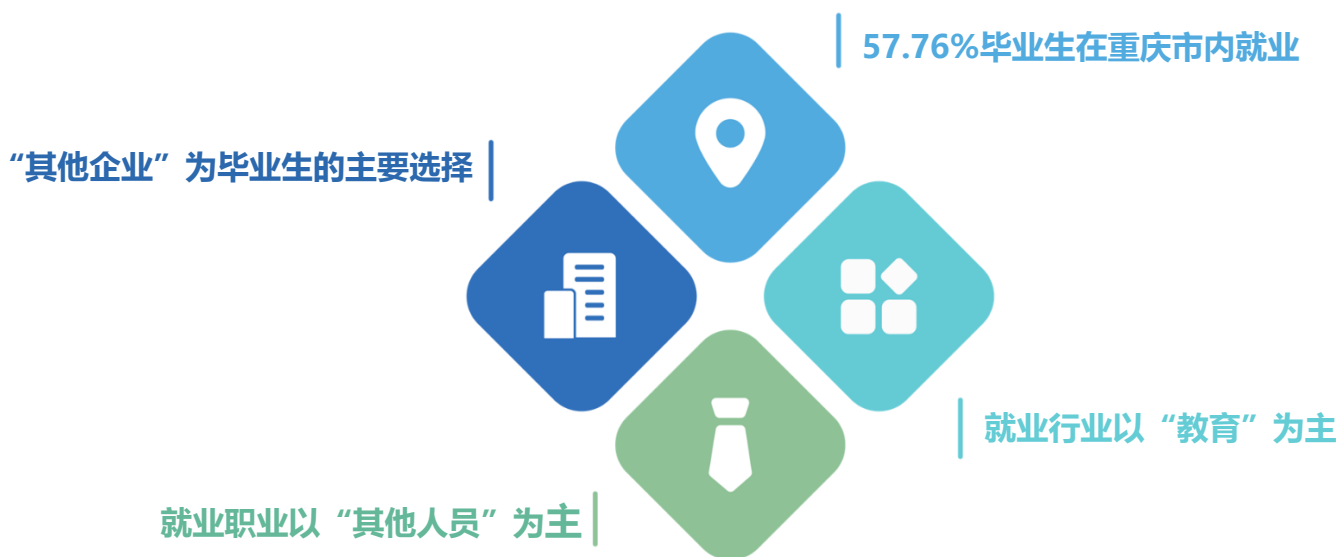 57.76%毕业生在重庆市内就业
“其他企业”为毕业生的主要选择
就业行业以“教育”为主
就业职业以“其他人员”为主